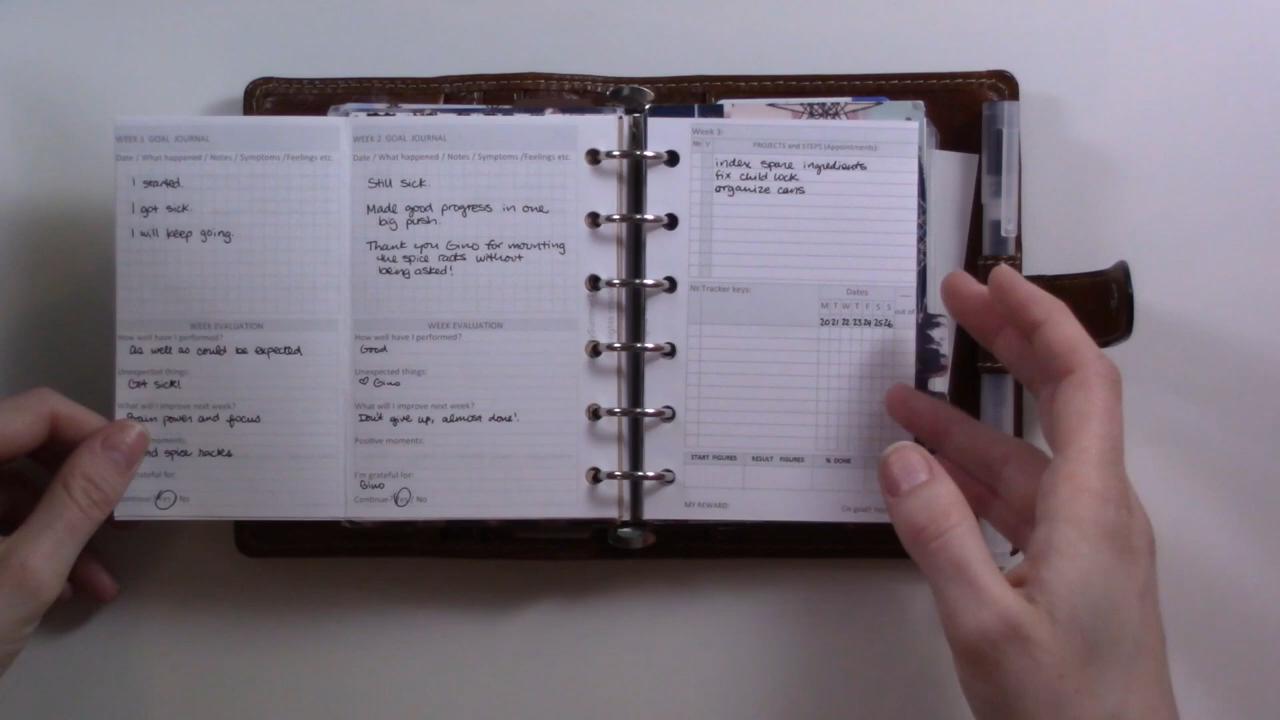 WEEK 1 GOAL JOURNAL
Date / What happened / Notes / Symptoms /Feelings etc.
I started.
I got sick.
I will keep going.
WEEK EVALUATION
How well have I performed?
As well as could be expected
Unexpected things:
Got sick!
What will I improve next week?
Brain power and focus
moments:
spice racks
grateful for:
Continue? Yes / No
WEEK 2 GOAL JOURNAL
Date / What happened / Notes / Symptoms /Feelings etc.
Still sick.
Made good progress in one
big push.
Thank you Gino for mounting
the spice racks without
being asked!
WEEK EVALUATION
How well have I performed?
Good
Unexpected things:
♡ Gino
What will I improve next week?
Don't give up, almost done!
Positive moments:
I'm grateful for:
Gino
Continue? Yes / No
Week 3:
Nr V PROJECTS and STEPS (Appointments):
index spare ingredients
fix child lock
organize cans
Nr Tracker keys: Dates
M T W T F S S
out of
20 21 22 23 24 25 26
START FIGURES RESULT FIGURES % DONE
MY REWARD:
goal?